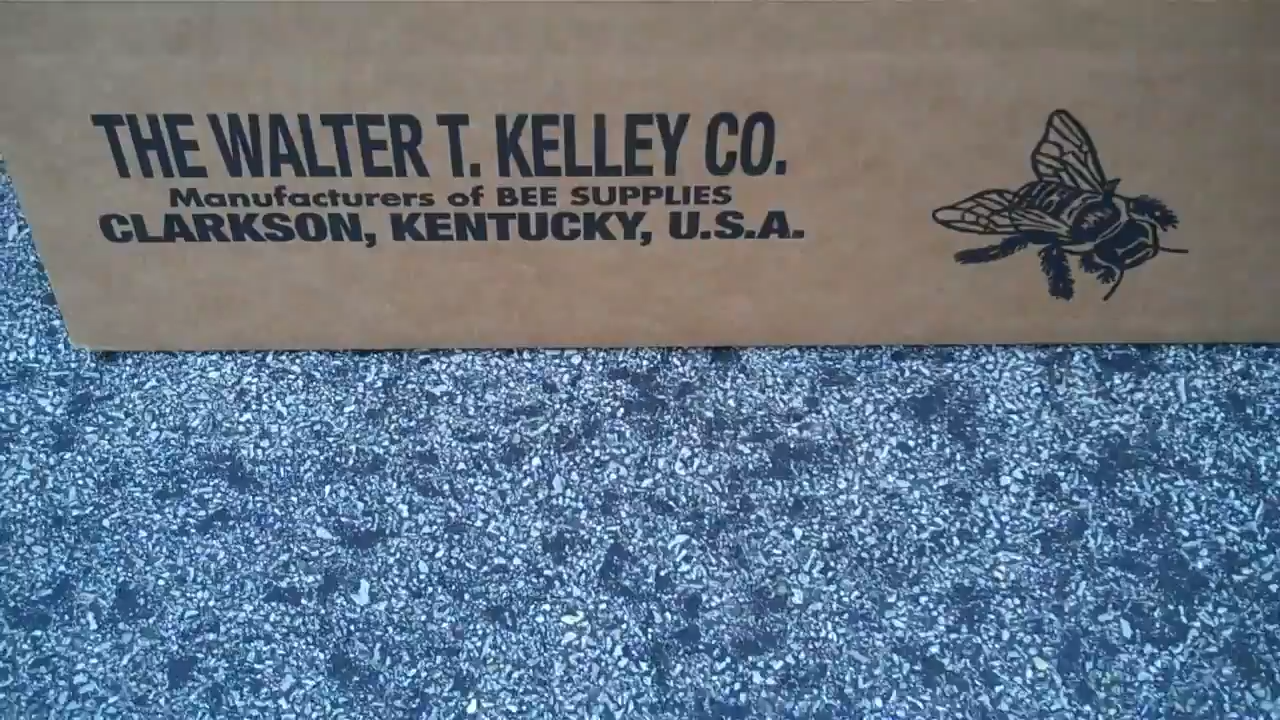 THE WALTER T. KELLEY CO.
Manufacturers of BEE SUPPLIES
CLARKSON, KENTUCKY, U.S.A.